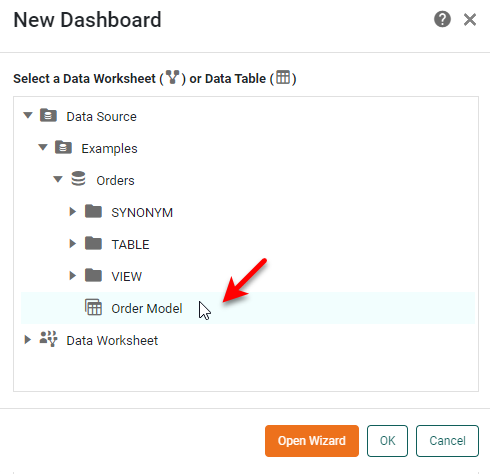 New Dashboard
Select a Data Worksheet ( ) or Data Table ( )
Data Source
Examples
Orders
SYNONYM
TABLE
VIEW
Order Model
Data Worksheet
Open Wizard OK Cancel